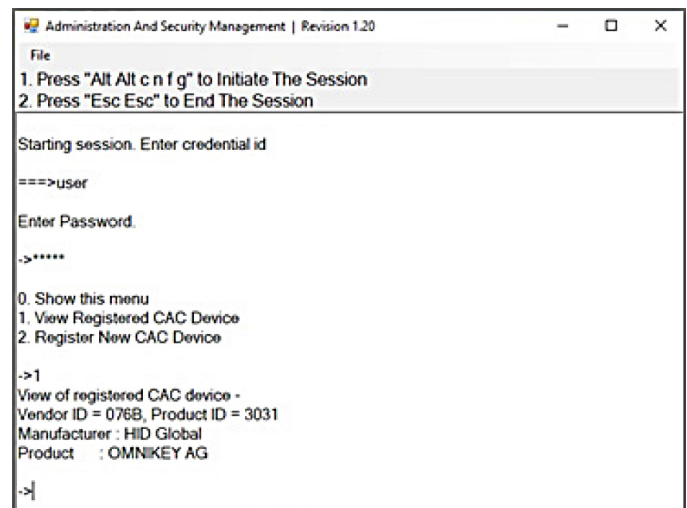 Administration And Security Management | Revision 1.20
File
1. Press "Alt Alt c n f g" to Initiate The Session
2. Press "Esc Esc" to End The Session
Starting session. Enter credential id
===>user
Enter Password.
->*****
0. Show this menu
1. View Registered CAC Device
2. Register New CAC Device
->1
View of registered CAC device -
Vendor ID = 076B, Product ID = 3031
Manufacturer : HID Global
Product : OMNIKEY AG
->